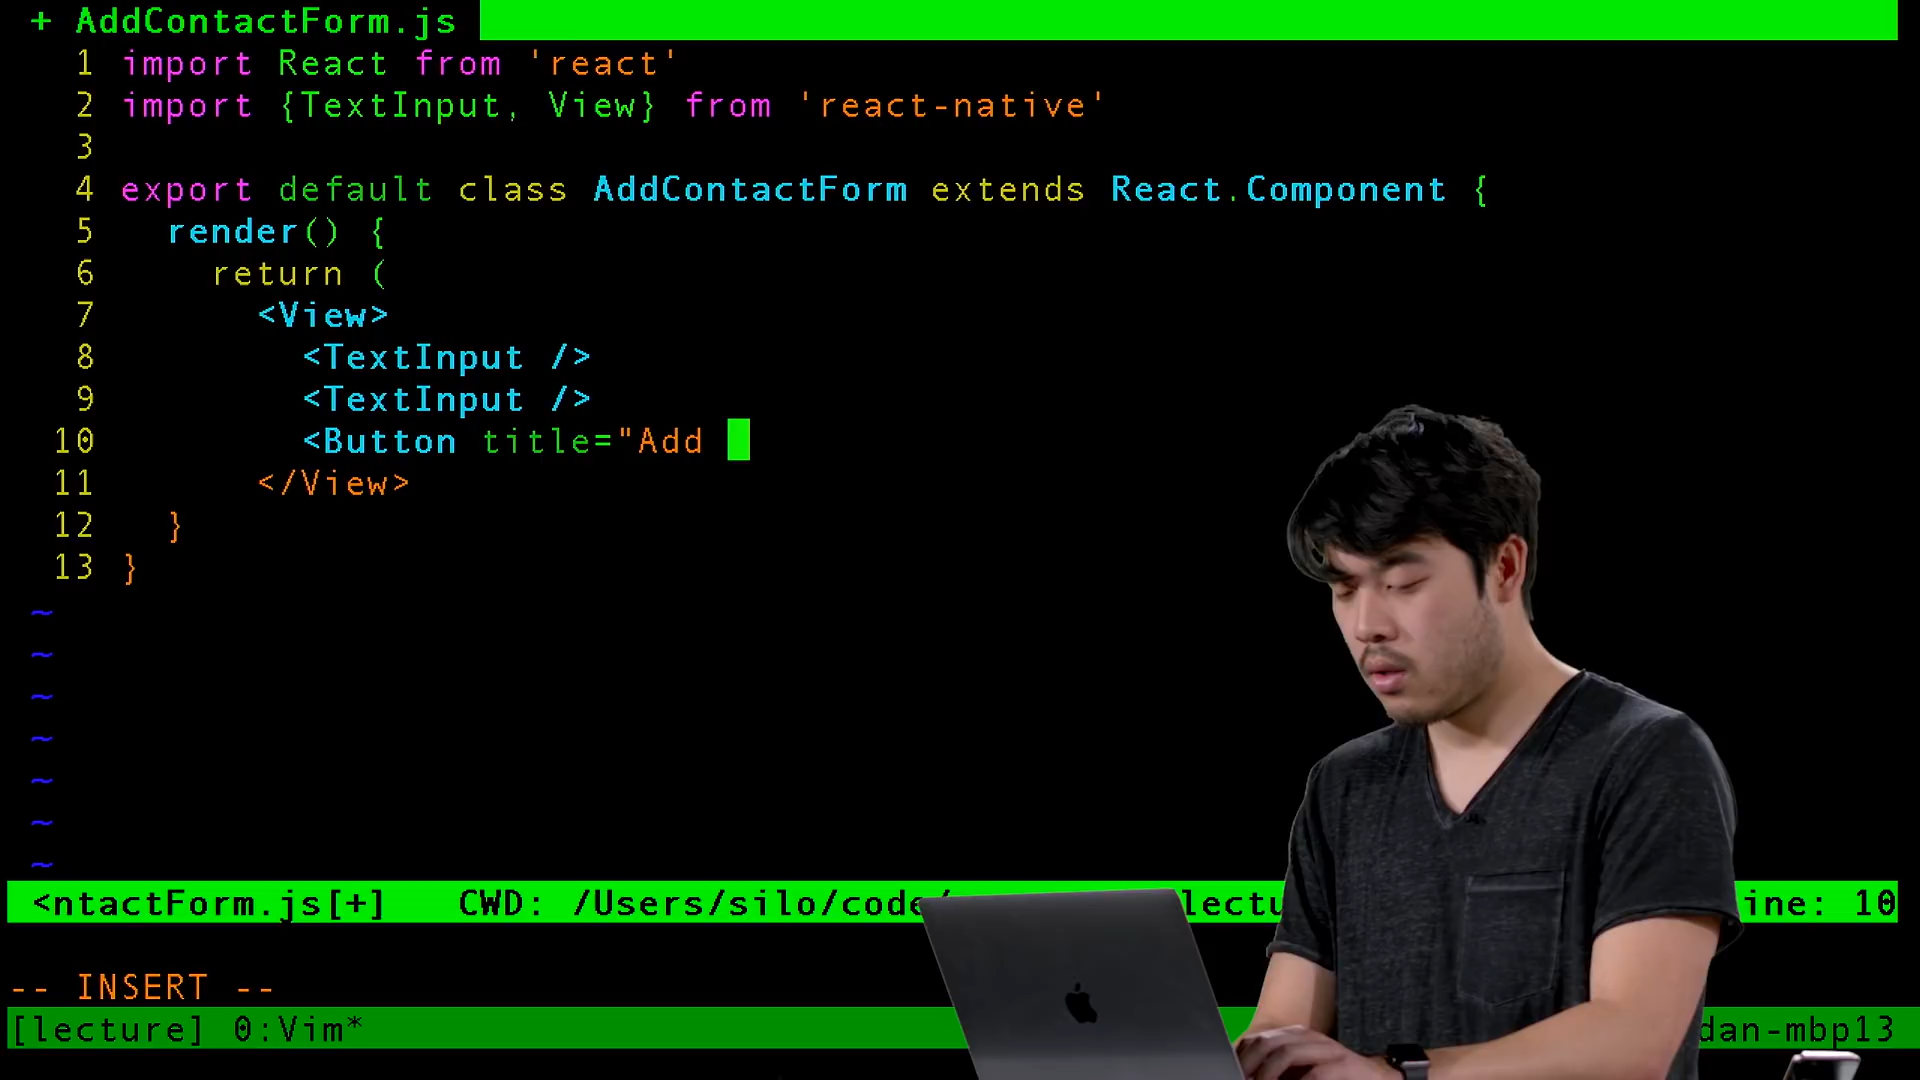 + AddContactForm.js
1 import React from 'react'
2 import {TextInput, View} from 'react-native'
3
4 export default class AddContactForm extends React.Component {
5   render() {
6     return (
7       <View>
8         <TextInput />
9         <TextInput />
10         <Button title="Add
11       </View>
12   }
13 }
~
~
~
~
~
~
~
<ntactForm.js[+] CWD: /Users/silo/code/ lectu ine: 10
-- INSERT --
[lecture] 0:Vim* dan-mbp13